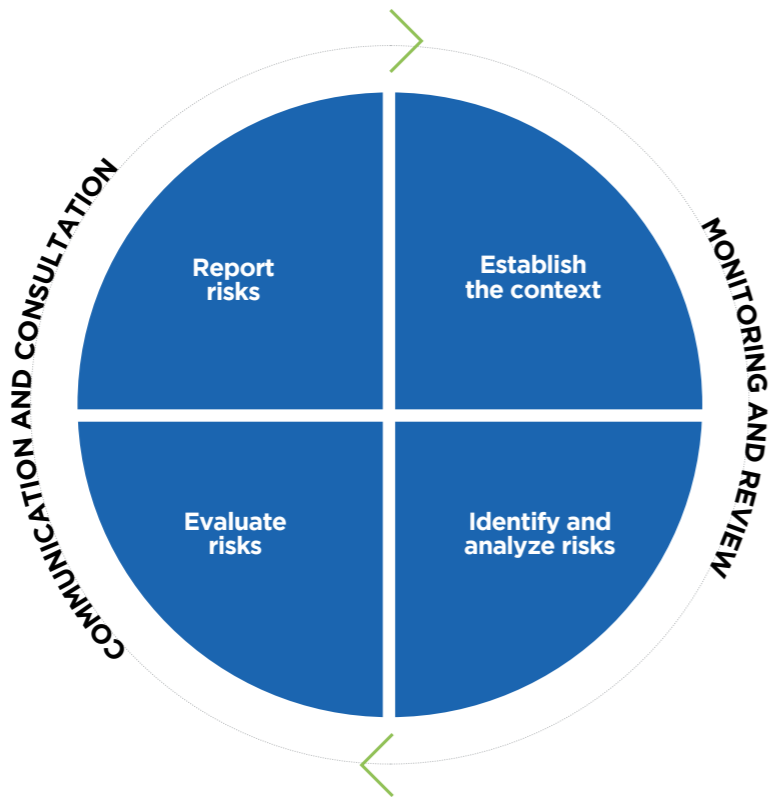 COMMUNICATION AND CONSULTATION
Report
risks
Establish
the context
MONITORING AND REVIEW
Evaluate
risks
Identify and
analyze risks